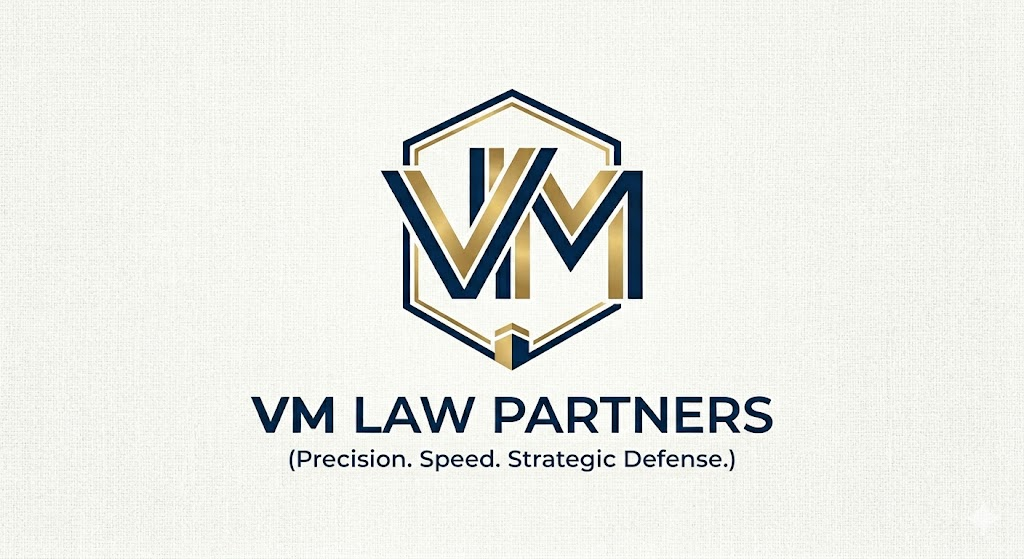 VM
VM LAW PARTNERS
(Precision. Speed. Strategic Defense.)